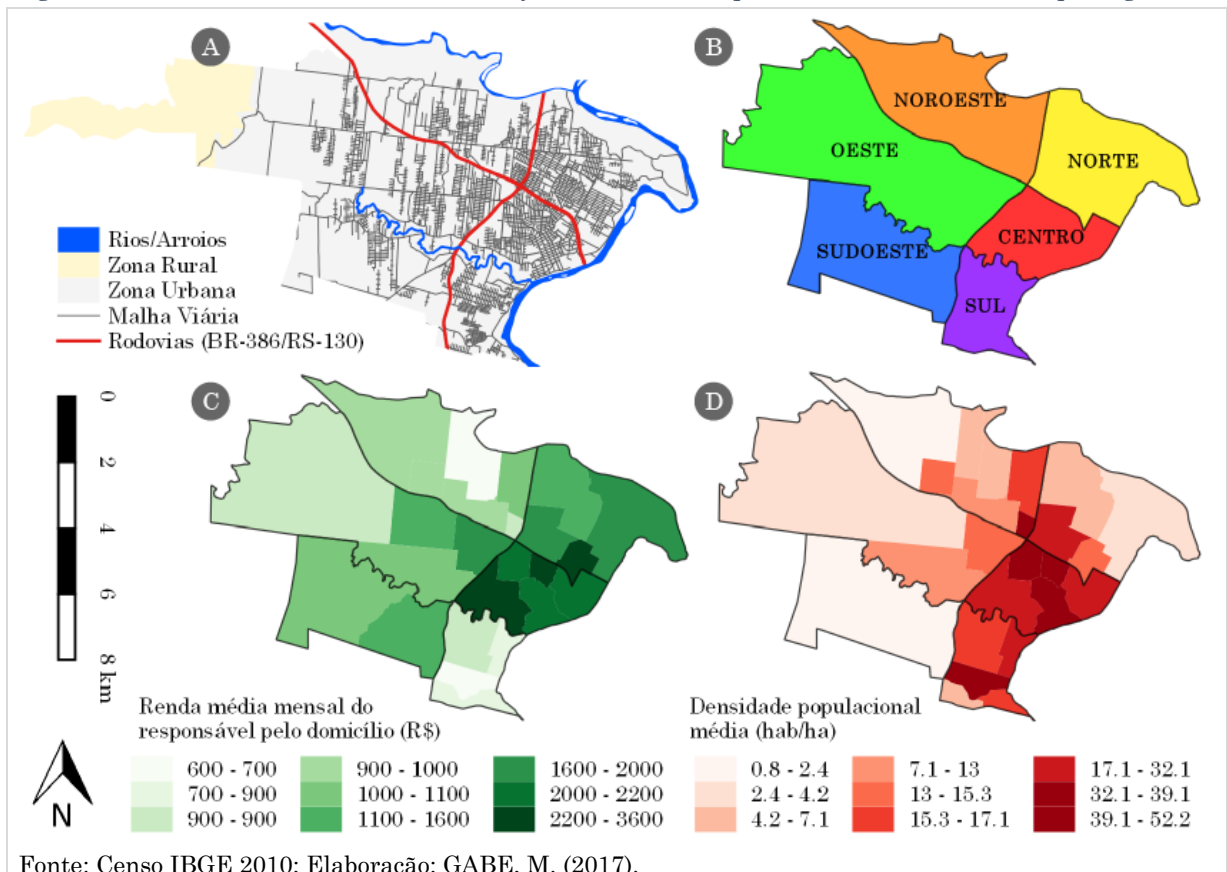 A
Rios/Arroios
Zona Rural
Zona Urbana
Malha Viária
Rodovias (BR-386/RS-130)
B
NOROESTE
OESTE
NORTE
CENTRO
SUDOESTE
SUL
0
2
4
6
8 km
N
C
Renda média mensal do
responsável pelo domicílio (R$)
600 - 700
700 - 900
900 - 900
900 - 1000
1000 - 1100
1100 - 1600
1600 - 2000
2000 - 2200
2200 - 3600
D
Densidade populacional
média (hab/ha)
0.8 - 2.4
2.4 - 4.2
4.2 - 7.1
7.1 - 13
13 - 15.3
15.3 - 17.1
17.1 - 32.1
32.1 - 39.1
39.1 - 52.2
Fonte: Censo IBGE 2010; Elaboração: GABE, M. (2017).